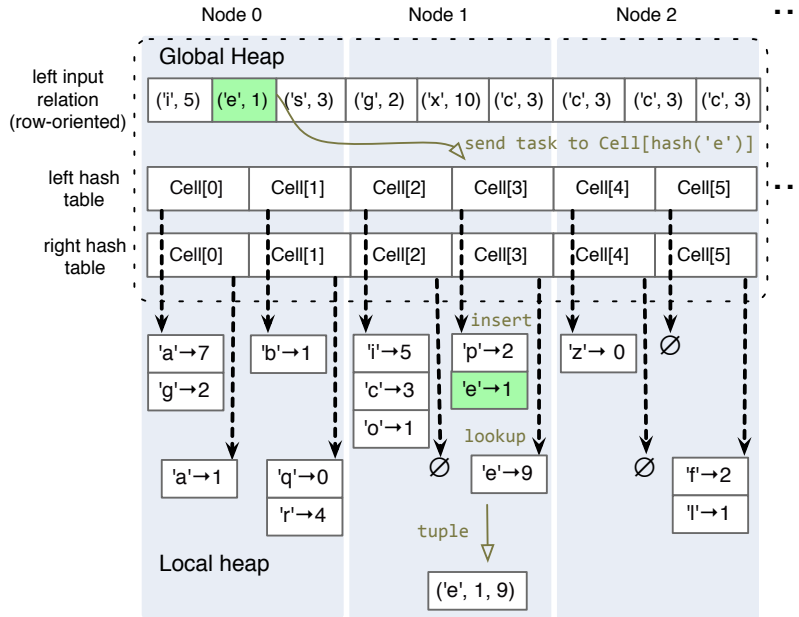 Node 0 Node 1 Node 2 ..
Global Heap
left input
relation
(row-oriented)
('i', 5) ('e', 1) ('s', 3) ('g', 2) ('x', 10) ('c', 3) ('c', 3) ('c', 3) ('c', 3)
send task to Cell[hash('e')]
left hash
table
Cell[0] Cell[1] Cell[2] Cell[3] Cell[4] Cell[5] ..
right hash
table
Cell[0] Cell[1] Cell[2] Cell[3] Cell[4] Cell[5]
insert
'a'→7 'b'→1 'i'→5 'p'→2 'z'→ 0 ∅
'g'→2 'c'→3 'e'→1
'o'→1
lookup
'a'→1 'q'→0 ∅ 'e'→9 ∅ 'f'→2
'r'→4 'l'→1
tuple
Local heap
('e', 1, 9)